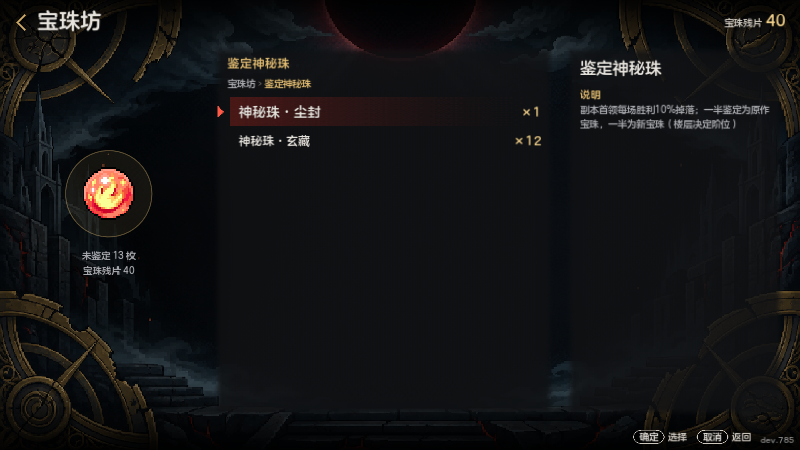 宝珠坊
宝珠残片 40
鉴定神秘珠
宝珠坊 › 鉴定神秘珠
神秘珠・尘封 ×1
神秘珠・玄藏 ×12
未鉴定 13 枚
宝珠残片 40
鉴定神秘珠
说明
副本首领每场胜利10%掉落；一半鉴定为原作
宝珠，一半为新宝珠（楼层决定阶位）
确定 选择 取消 返回
dev.785